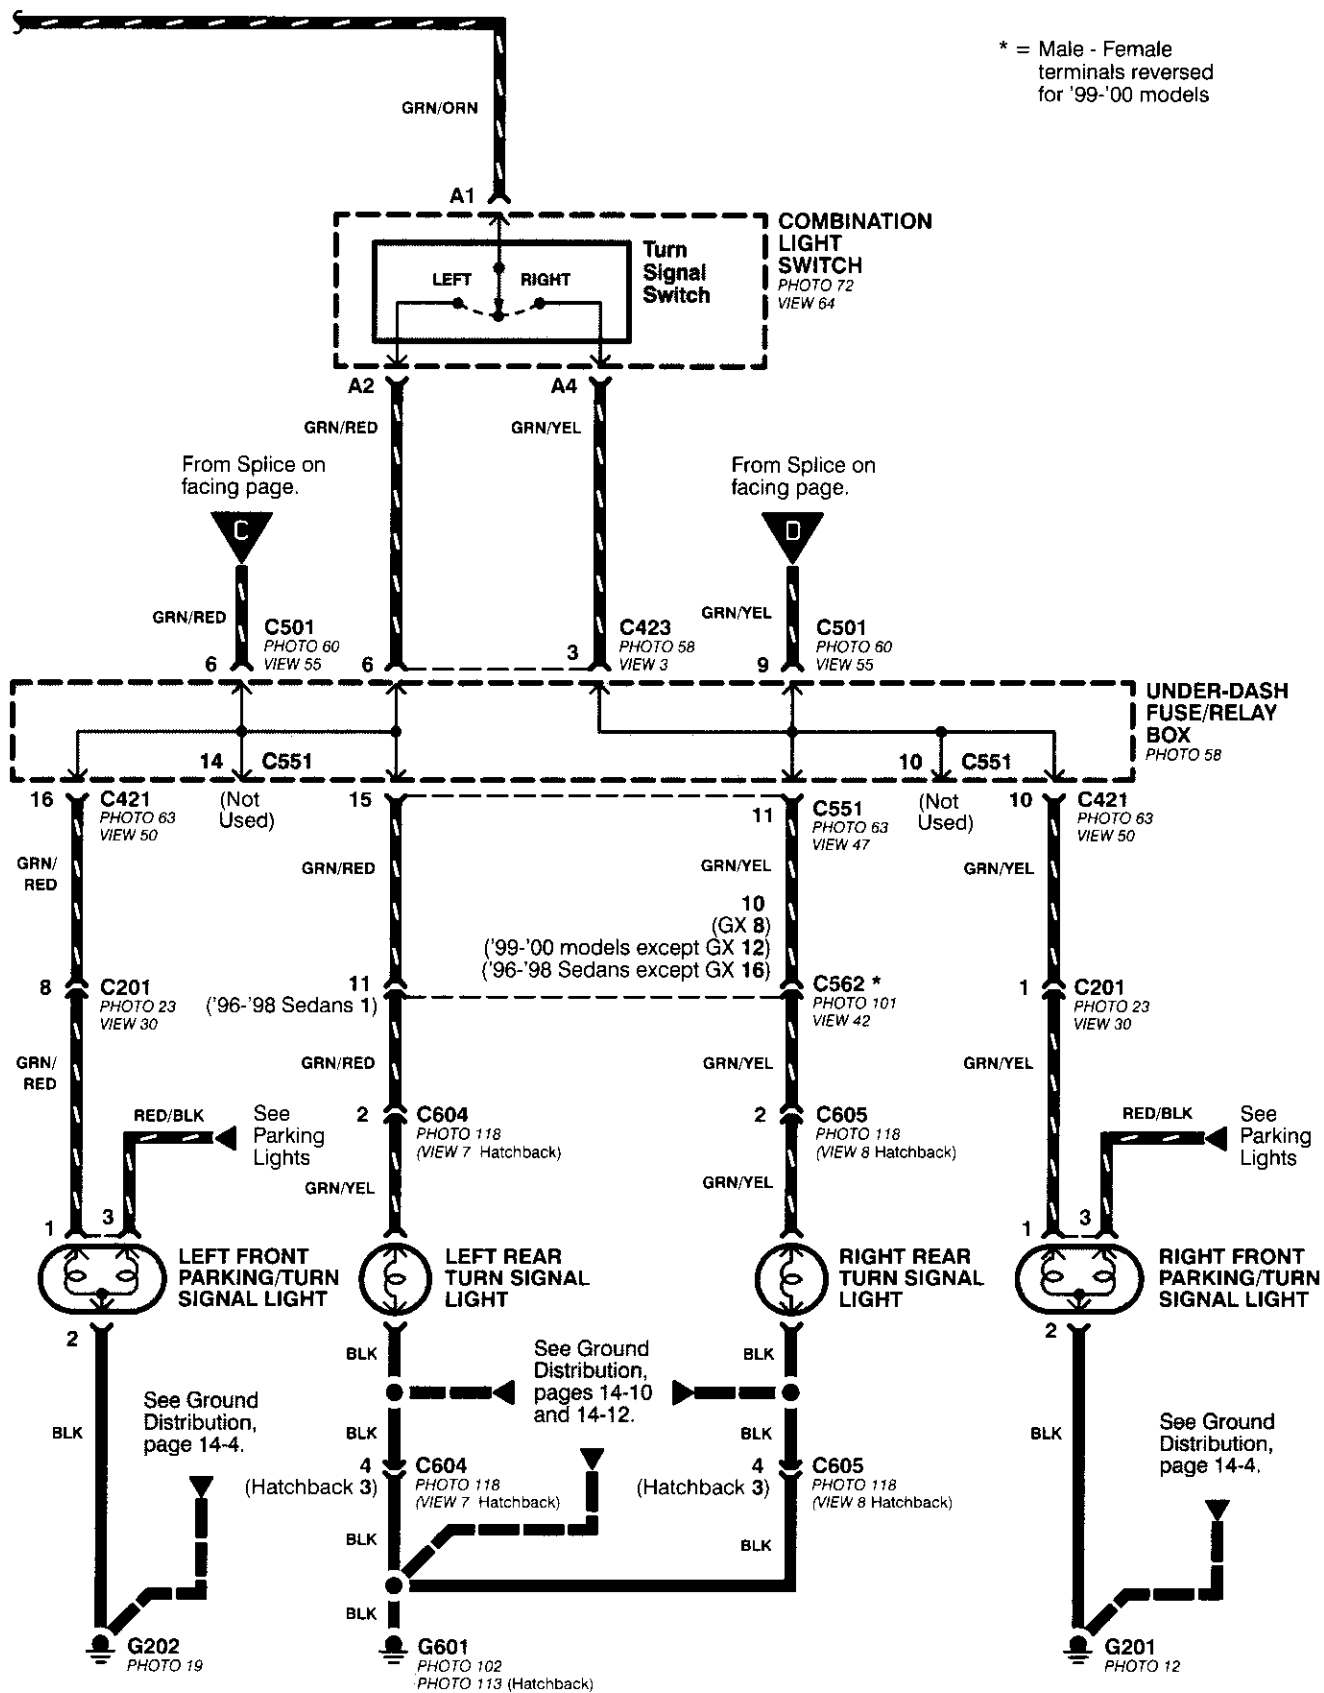 * = Male - Female
terminals reversed
for '99-'00 models
GRN/ORN
A1
COMBINATION
LIGHT
SWITCH
PHOTO 72
VIEW 64
Turn
Signal
Switch
LEFT
RIGHT
A2
A4
GRN/RED
GRN/YEL
From Splice on
facing page.
C
From Splice on
facing page.
D
GRN/RED
C501
PHOTO 60
VIEW 55
6
6
3
C423
PHOTO 58
VIEW 3
GRN/YEL
C501
PHOTO 60
VIEW 55
9
UNDER-DASH
FUSE/RELAY
BOX
PHOTO 58
14 C551
10 C551
16
C421
PHOTO 63
VIEW 50
(Not
Used)
15
11
C551
PHOTO 63
VIEW 47
(Not
Used)
10
C421
PHOTO 63
VIEW 50
GRN/
RED
GRN/RED
GRN/YEL
GRN/YEL
10
(GX 8)
('99-'00 models except GX 12)
('96-'98 Sedans except GX 16)
8
C201
PHOTO 23
VIEW 30
11
('96-'98 Sedans 1)
C562 *
PHOTO 101
VIEW 42
1
C201
PHOTO 23
VIEW 30
GRN/
RED
GRN/RED
GRN/YEL
GRN/YEL
RED/BLK
See
Parking
Lights
2
C604
PHOTO 118
(VIEW 7 Hatchback)
2
C605
PHOTO 118
(VIEW 8 Hatchback)
RED/BLK
See
Parking
Lights
GRN/YEL
GRN/YEL
1
3
1
3
LEFT FRONT
PARKING/TURN
SIGNAL LIGHT
LEFT REAR
TURN SIGNAL
LIGHT
RIGHT REAR
TURN SIGNAL
LIGHT
RIGHT FRONT
PARKING/TURN
SIGNAL LIGHT
2
2
BLK
See Ground
Distribution,
pages 14-10
and 14-12.
BLK
See Ground
Distribution,
page 14-4.
BLK
BLK
BLK
BLK
See Ground
Distribution,
page 14-4.
4
(Hatchback 3)
C604
PHOTO 118
(VIEW 7 Hatchback)
4
(Hatchback 3)
C605
PHOTO 118
(VIEW 8 Hatchback)
BLK
BLK
BLK
G202
PHOTO 19
G601
PHOTO 102
PHOTO 113 (Hatchback)
G201
PHOTO 12